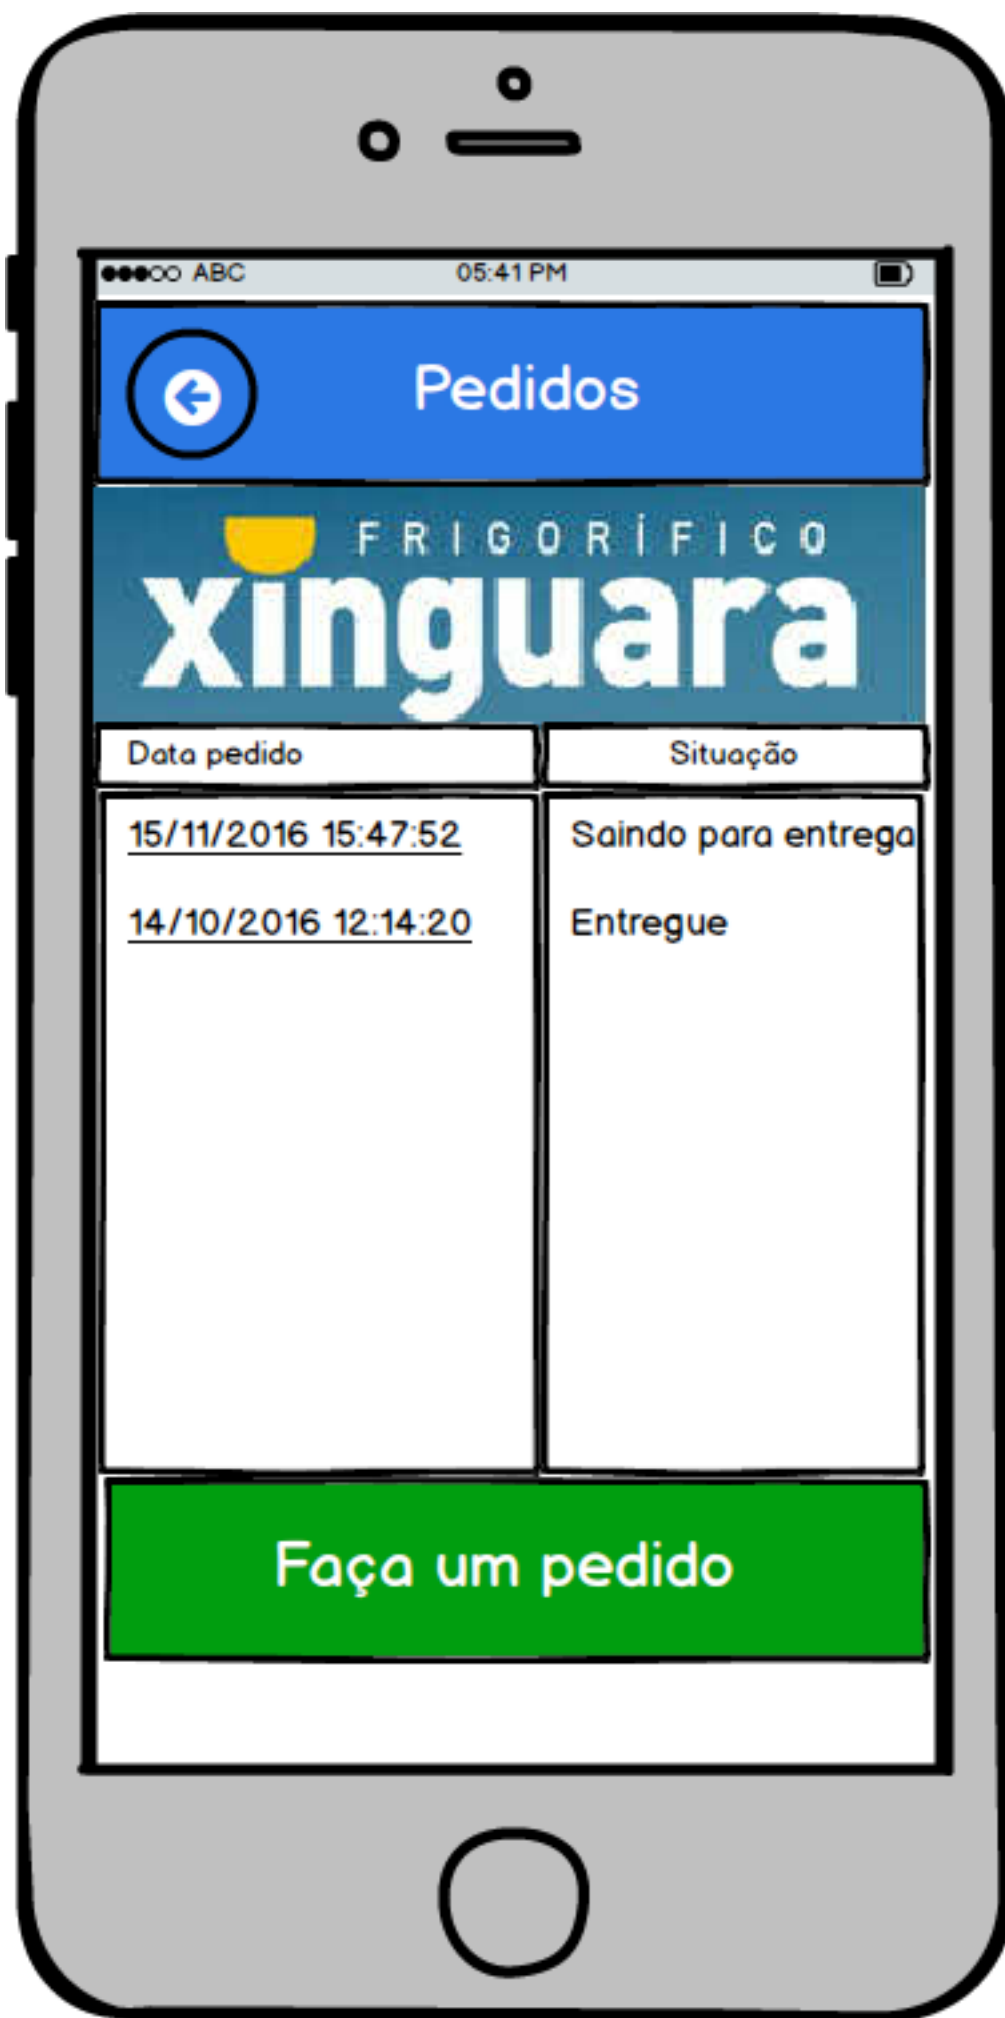 ABC 05:41 PM
Pedidos
FRIGORÍFICO
xinguara
Data pedido Situação
15/11/2016 15:47:52 Saindo para entrega
14/10/2016 12:14:20 Entregue
Faça um pedido